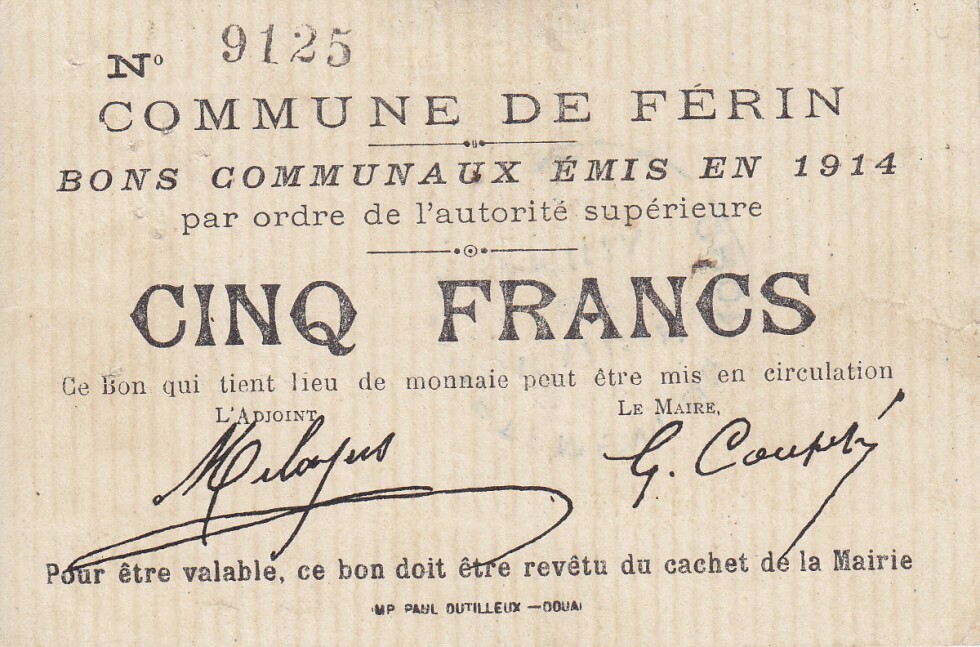 Nº 9125
COMMUNE DE FÉRIN
BONS COMMUNAUX ÉMIS EN 1914
par ordre de l'autorité supérieure
CINQ FRANCS
Ce Bon qui tient lieu de monnaie peut être mis en circulation
L'ADJOINT, LE MAIRE,
G.
Pour être valable, ce bon doit être revêtu du cachet de la Mairie
IMP PAUL DUTILLEUX —DOUAI